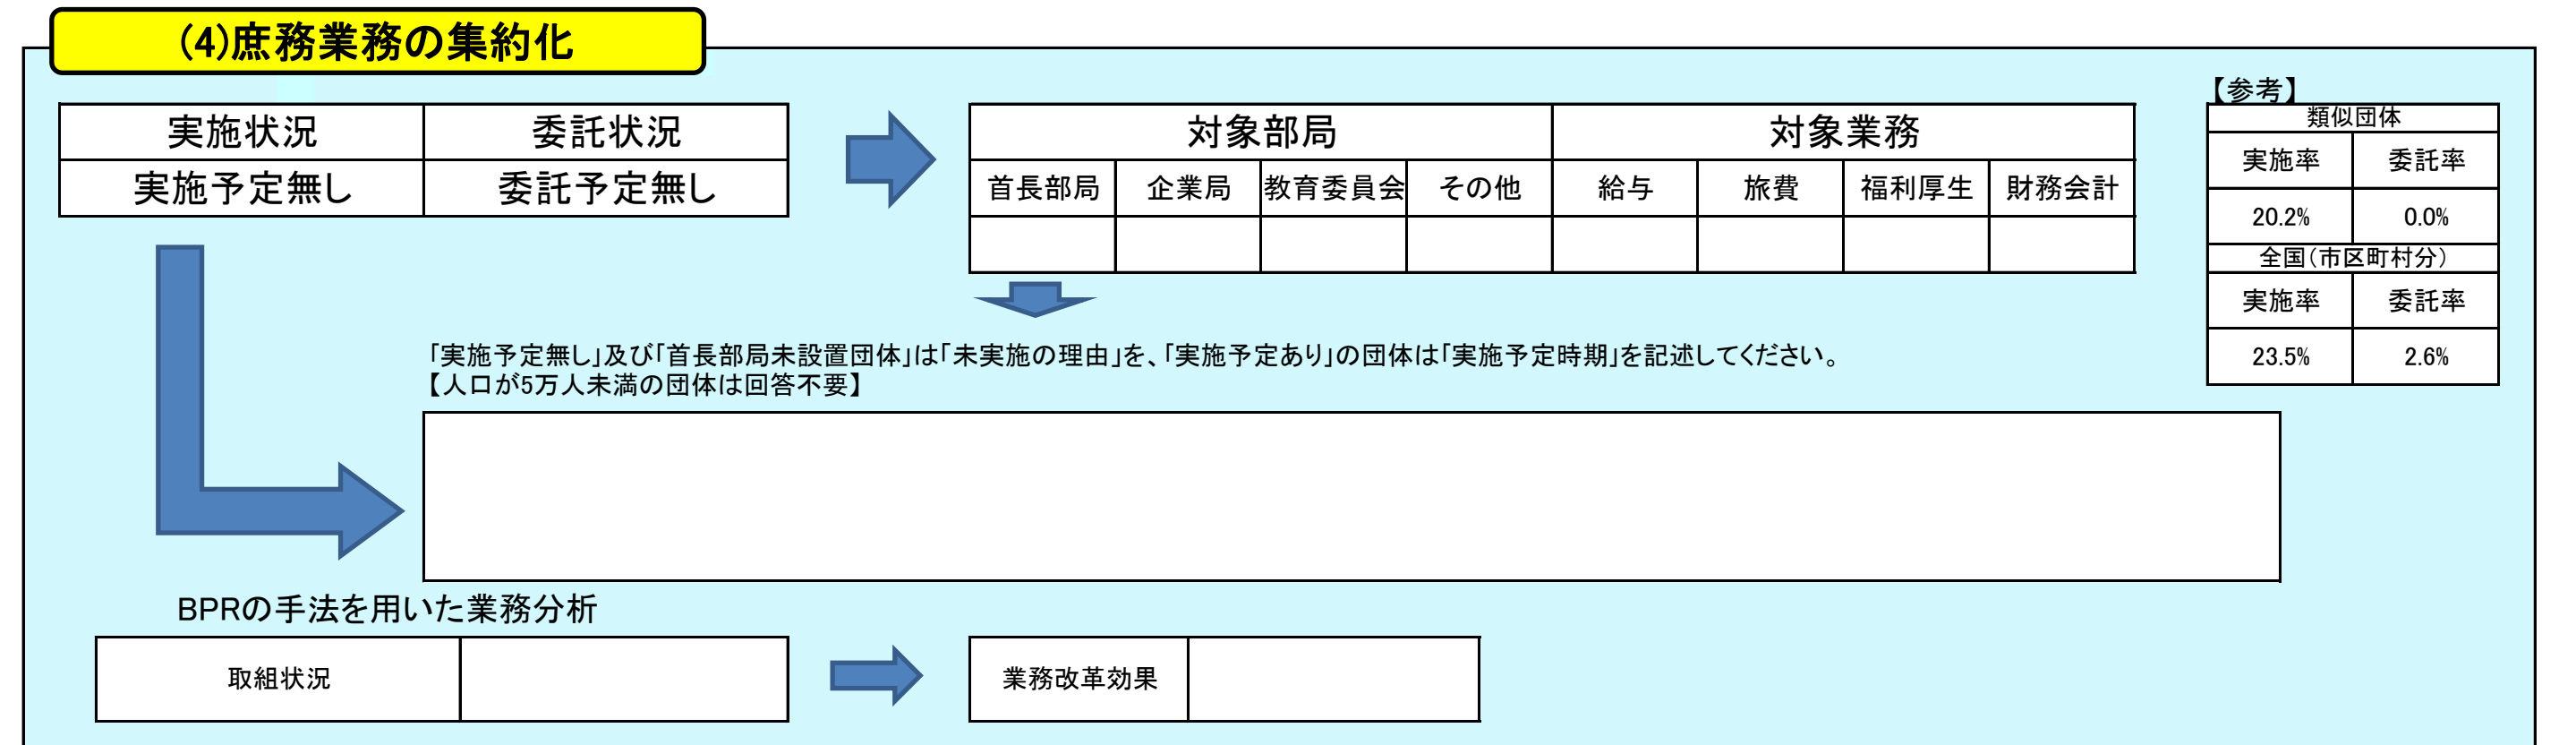 (4)庶務業務の集約化
実施状況 委託状況
実施予定無し 委託予定無し
対象部局 対象業務
首長部局 企業局 教育委員会 その他 給与 旅費 福利厚生 財務会計
【参考】
類似団体
実施率 委託率
20.2% 0.0%
全国(市区町村分)
実施率 委託率
23.5% 2.6%
「実施予定無し」及び「首長部局未設置団体」は「未実施の理由」を、「実施予定あり」の団体は「実施予定時期」を記述してください。
【人口が5万人未満の団体は回答不要】
BPRの手法を用いた業務分析
取組状況
業務改革効果